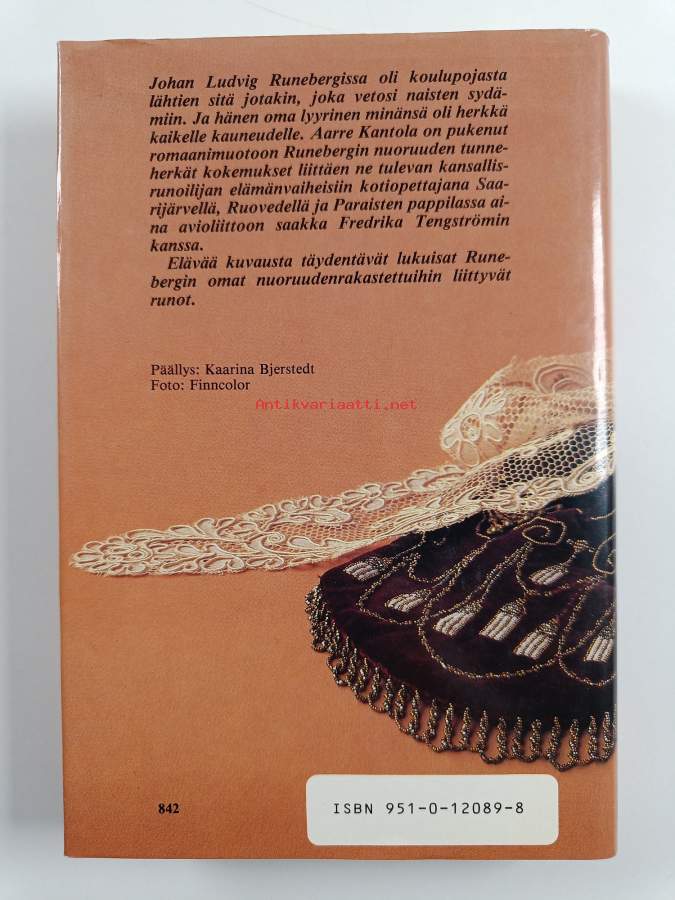 Johan Ludvig Runebergissa oli koulupojasta
lähtien sitä jotakin, joka vetosi naisten sydä-
miin. Ja hänen oma lyyrinen minänsä oli herkkä
kaikelle kauneudelle. Aarre Kantola on pukenut
romaanimuotoon Runebergin nuoruuden tunne-
herkät kokemukset liittäen ne tulevan kansallis-
runoilijan elämänvaiheisiin kotiopettajana Saa-
rijärvellä, Ruovedellä ja Paraisten pappilassa ai-
na avioliittoon saakka Fredrika Tengströmin
kanssa.
Elävää kuvausta täydentävät lukuisat Rune-
bergin omat nuoruudenrakastettuihin liittyvät
runot.
Päällys: Kaarina Bjerstedt
Foto: Finncolor
Antikvariaatti.net
842
ISBN 951-0-12089-8